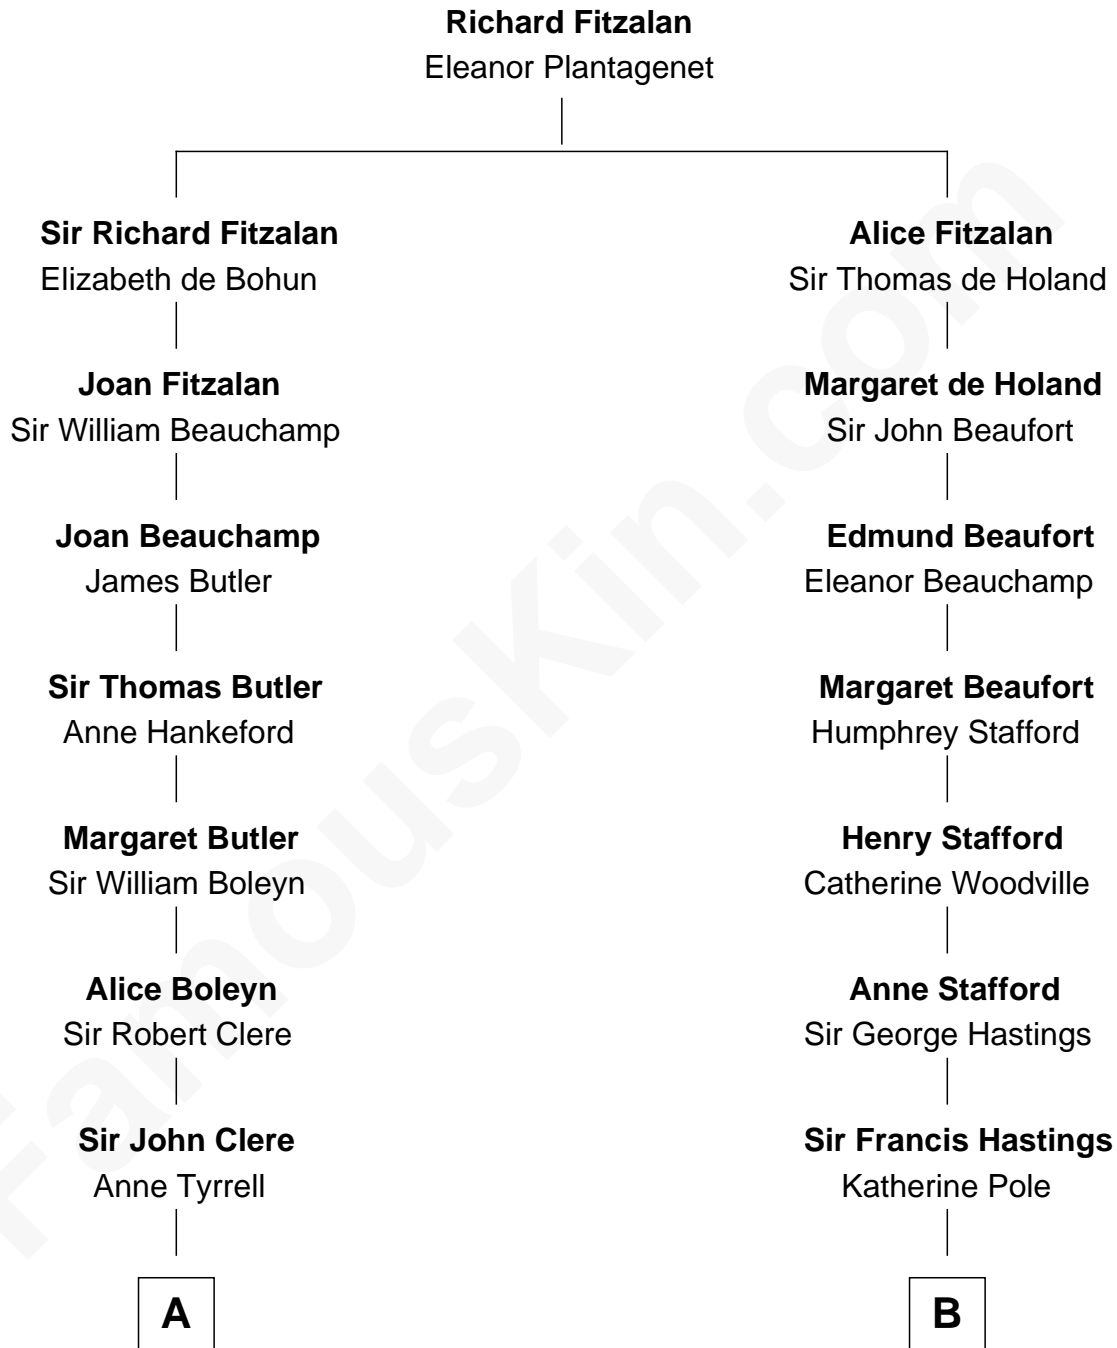 Richard Fitzalan
Eleanor Plantagenet
Sir Richard Fitzalan
Elizabeth de Bohun
Alice Fitzalan
Sir Thomas de Holand
Joan Fitzalan
Sir William Beauchamp
Margaret de Holand
Sir John Beaufort
Joan Beauchamp
James Butler
Edmund Beaufort
Eleanor Beauchamp
Sir Thomas Butler
Anne Hankeford
Margaret Beaufort
Humphrey Stafford
Margaret Butler
Sir William Boleyn
Henry Stafford
Catherine Woodville
Alice Boleyn
Sir Robert Clere
Anne Stafford
Sir George Hastings
Sir John Clere
Anne Tyrrell
Sir Francis Hastings
Katherine Pole
A
B
FamousKin.com